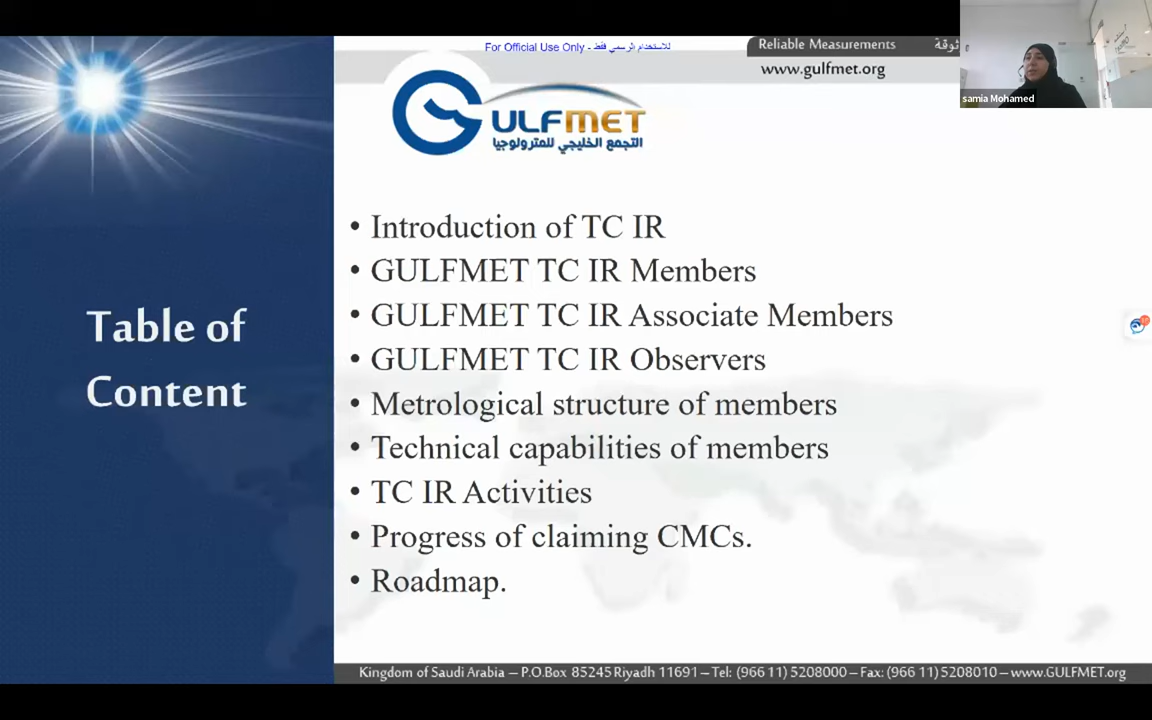 For Official Use Only - للاستخدام الرسمي فقط
Reliable Measurements
www.gulfmet.org
samia Mohamed
GULFMET
التجمع الخليجي للمترولوجيا
Table of
Content
• Introduction of TC IR
• GULFMET TC IR Members
• GULFMET TC IR Associate Members
• GULFMET TC IR Observers
• Metrological structure of members
• Technical capabilities of members
• TC IR Activities
• Progress of claiming CMCs.
• Roadmap.
Kingdom of Saudi Arabia – P.O.Box 85245 Riyadh 11691 – Tel: (966 11) 5208000 – Fax: (966 11) 5208010 – www.GULFMET.org